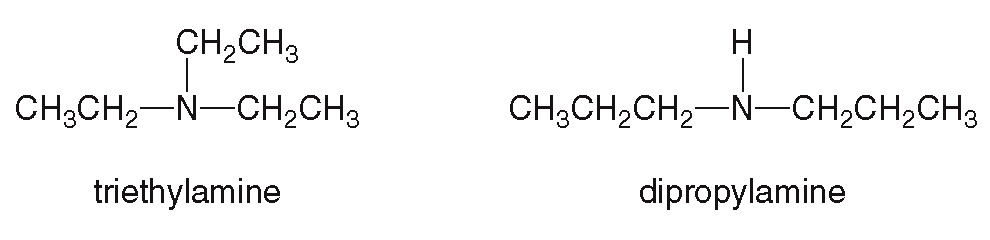 CH₂CH₃ H
CH₃CH₂—N—CH₂CH₃ CH₃CH₂CH₂—N—CH₂CH₂CH₃
triethylamine dipropylamine